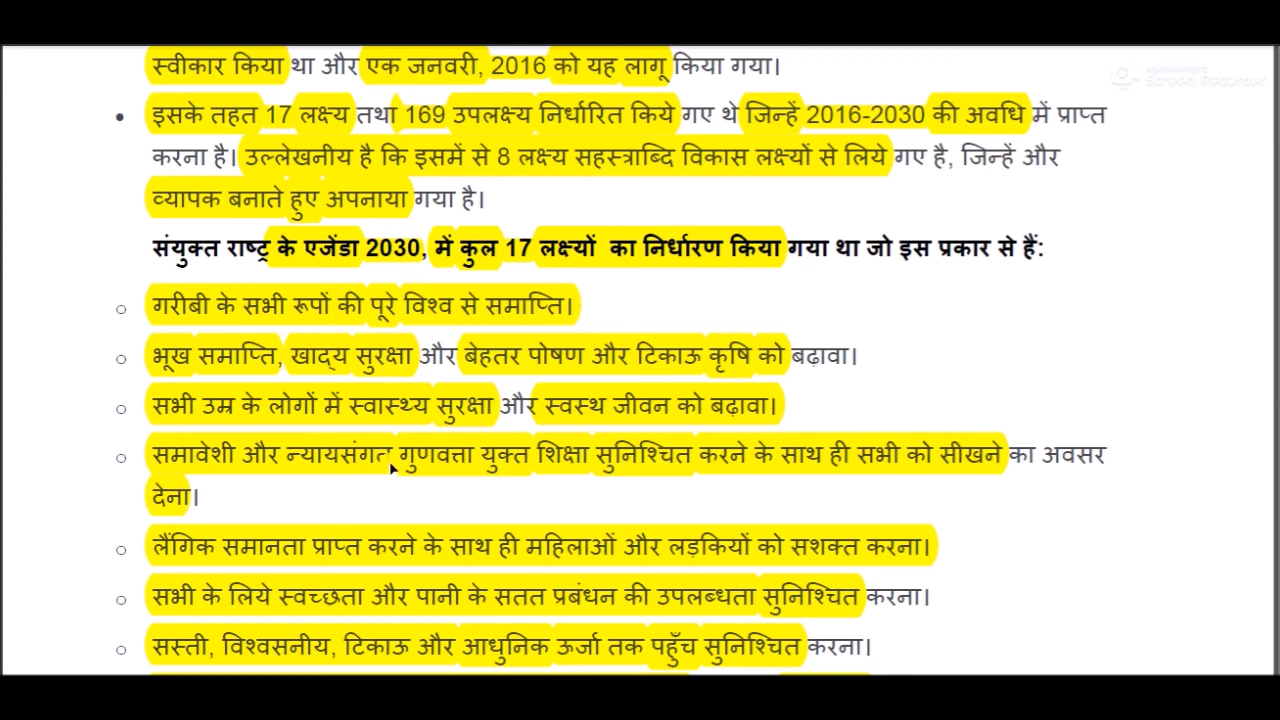 स्वीकार किया था और एक जनवरी, 2016 को यह लागू किया गया।
इसके तहत 17 लक्ष्य तथा 169 उपलक्ष्य निर्धारित किये गए थे जिन्हें 2016-2030 की अवधि में प्राप्त
करना है। उल्लेखनीय है कि इसमें से 8 लक्ष्य सहस्त्राब्दि विकास लक्ष्यों से लिये गए है, जिन्हें और
व्यापक बनाते हुए अपनाया गया है।
संयुक्त राष्ट्र के एजेंडा 2030, में कुल 17 लक्ष्यों का निर्धारण किया गया था जो इस प्रकार से हैं:
गरीबी के सभी रूपों की पूरे विश्व से समाप्ति।
भूख समाप्ति, खाद्य सुरक्षा और बेहतर पोषण और टिकाऊ कृषि को बढ़ावा।
सभी उम्र के लोगों में स्वास्थ्य सुरक्षा और स्वस्थ जीवन को बढ़ावा।
समावेशी और न्यायसंगत गुणवत्ता युक्त शिक्षा सुनिश्चित करने के साथ ही सभी को सीखने का अवसर
देना।
लैंगिक समानता प्राप्त करने के साथ ही महिलाओं और लड़कियों को सशक्त करना।
सभी के लिये स्वच्छता और पानी के सतत प्रबंधन की उपलब्धता सुनिश्चित करना।
सस्ती, विश्वसनीय, टिकाऊ और आधुनिक ऊर्जा तक पहुँच सुनिश्चित करना।
Screen Recorder